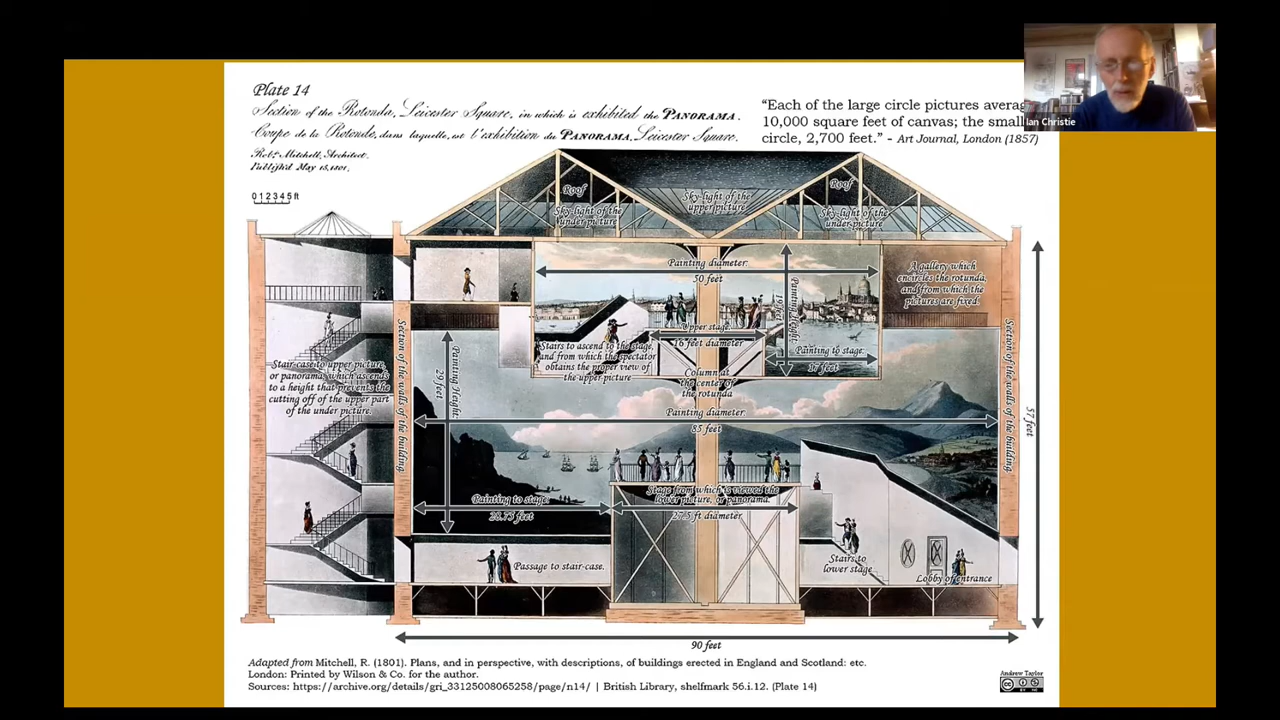 Plate 14
Section of the Rotonda, Leicester Square, in which is exhibited the PANORAMA.
Coupe de la Rotonde, dans laquelle est l'exhibition du PANORAMA, Leicester Square.
Robt. Mitchell, Architect.
Publish'd May 15, 1801.
"Each of the large circle pictures averag
10,000 square feet of canvas; the small
circle, 2,700 feet." - Art Journal, London (1857)
Ian Christie
0 1 2 3 4 5 ft
Roof
Sky-light of the
under picture
Sky-light of the
upper picture
Roof
Sky-light of the
under picture
Painting diameter:
50 feet
Painting height:
A gallery which
encircles the rotunda,
and from which the
pictures are fixed.
Upper stage:
16 feet diameter
Painting to stage:
17 feet
Stairs to ascend to the stage,
and from which the spectator
obtains the proper view of
the upper picture
Column at
the center of
the rotunda
Stair-case to upper picture,
or panorama, which ascends
to a height that prevents the
cutting off of the upper part
of the under picture.
Section of the walls of the building
Painting Height:
29 feet
Painting diameter:
85 feet
Section of the walls of the building
57 feet
Painting to stage:
28.75 feet
Stage from which is viewed the
lower picture, or panorama.
27.5 ft diameter
Passage to stair-case.
Stairs to
lower stage
Lobby of entrance
90 feet
Adapted from Mitchell, R. (1801). Plans, and in perspective, with descriptions, of buildings erected in England and Scotland: etc.
London: Printed by Wilson & Co. for the author.
Sources: https://archive.org/details/gri_33125008065258/page/n14/ | British Library, shelfmark 56.i.12. (Plate 14)
Andrew Taylor